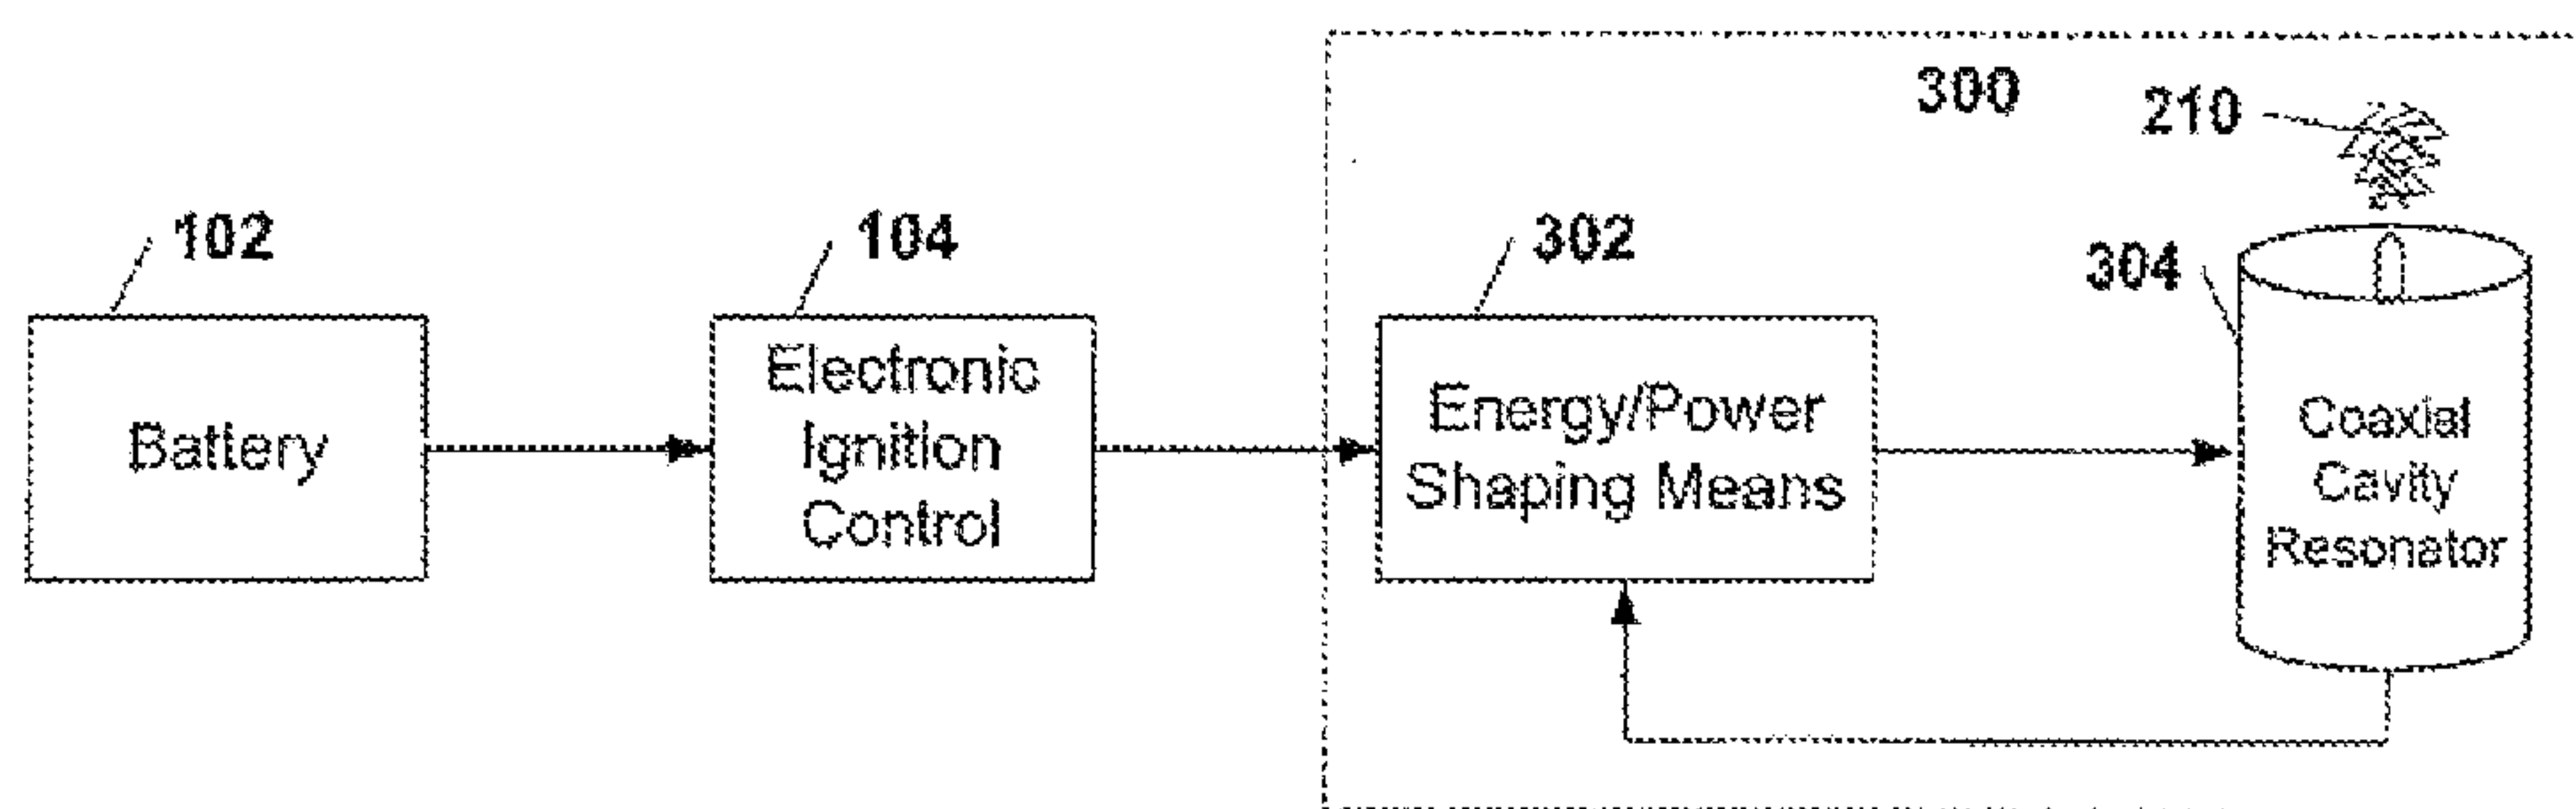 300
210
102
104
302
304
Battery
Electronic
Ignition
Control
Energy/Power
Shaping Means
Coaxial
Cavity
Resonator